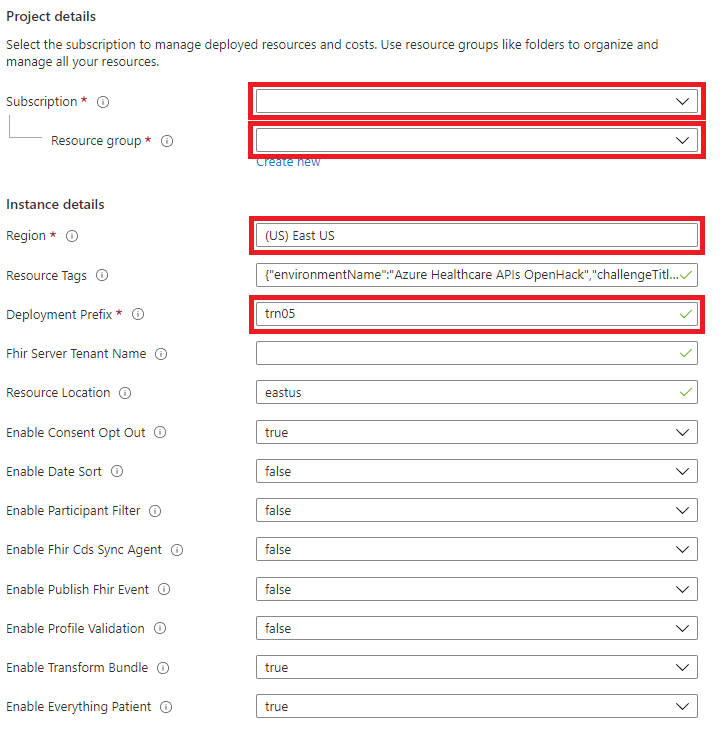 Project details
Select the subscription to manage deployed resources and costs. Use resource groups like folders to organize and
manage all your resources.
Subscription *
Resource group *
Create new
Instance details
Region * (US) East US
Resource Tags {"environmentName":"Azure Healthcare APIs OpenHack","challengeTitl...
Deployment Prefix * trn05
Fhir Server Tenant Name
Resource Location eastus
Enable Consent Opt Out true
Enable Date Sort false
Enable Participant Filter false
Enable Fhir Cds Sync Agent false
Enable Publish Fhir Event false
Enable Profile Validation false
Enable Transform Bundle true
Enable Everything Patient true